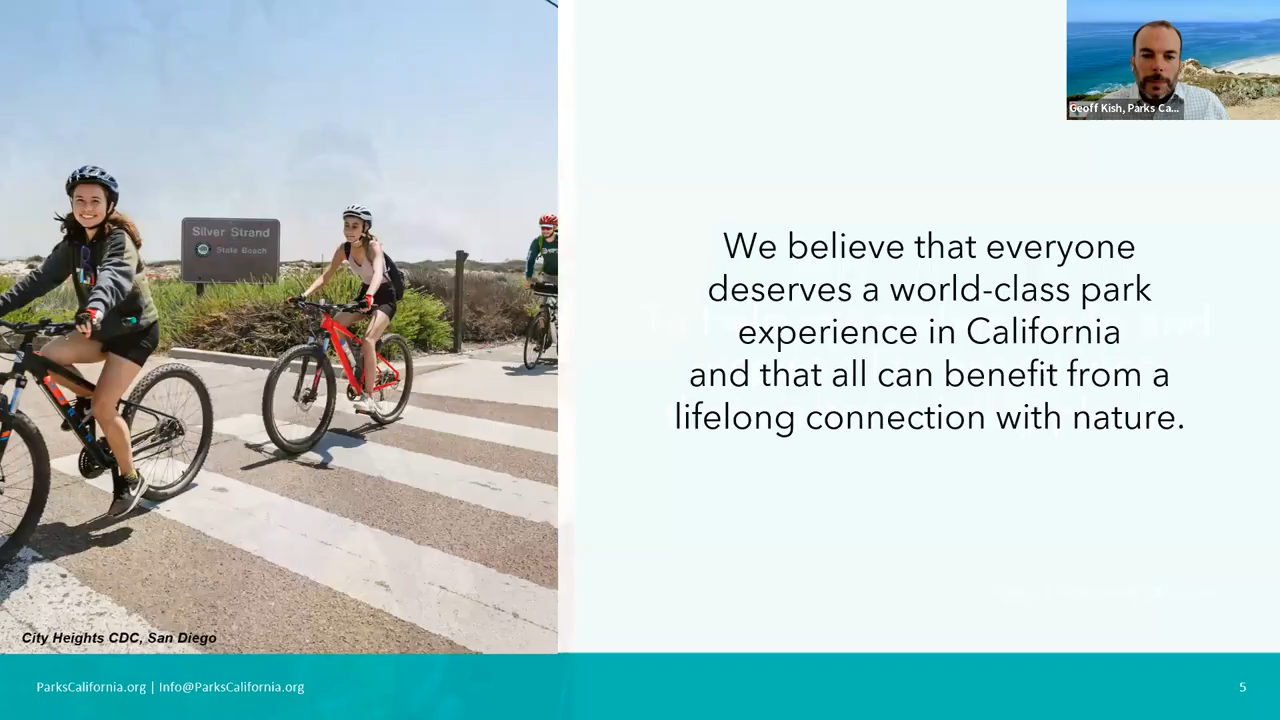 Geoff Kish, Parks Ca...
Silver Strand
State Beach
We believe that everyone
deserves a world-class park
experience in California
and that all can benefit from a
lifelong connection with nature.
City Heights CDC, San Diego
ParksCalifornia.org | Info@ParksCalifornia.org
5